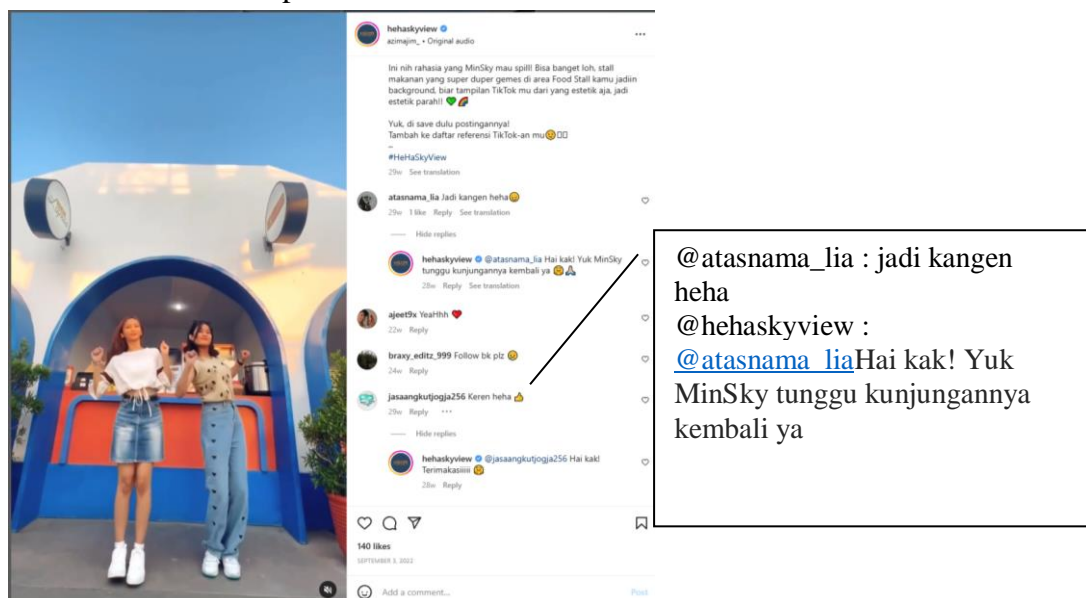 hehaskyview
azimajim_ • Original audio
Ini nih rahasia yang MinSky mau spill! Bisa banget loh, stall
makanan yang super duper gemes di area Food Stall kamu jadiin
background, biar tampilan TikTok mu dari yang estetik aja, jadi
estetik parah!! 💚🌈
Yuk, di save dulu postingannya!
Tambah ke daftar referensi TikTok-an mu
–
#HeHaSkyView
29w See translation
atasnama_lia Jadi kangen heha
29w 1 like Reply See translation
Hide replies
hehaskyview @atasnama_lia Hai kak! Yuk MinSky
tunggu kunjungannya kembali ya
28w Reply See translation
ajeet9x YeaHhh ❤️
22w Reply
braxy_editz_999 Follow bk plz
24w Reply
jasaangkutjogja256 Keren heha 👍
29w Reply ...
Hide replies
hehaskyview @jasaangkutjogja256 Hai kak!
Terimakasiiiii
28w Reply
140 likes
SEPTEMBER 3, 2022
Add a comment...
Post
@atasnama_lia : jadi kangen
heha
@hehaskyview :
@atasnama_liaHai kak! Yuk
MinSky tunggu kunjungannya
kembali ya